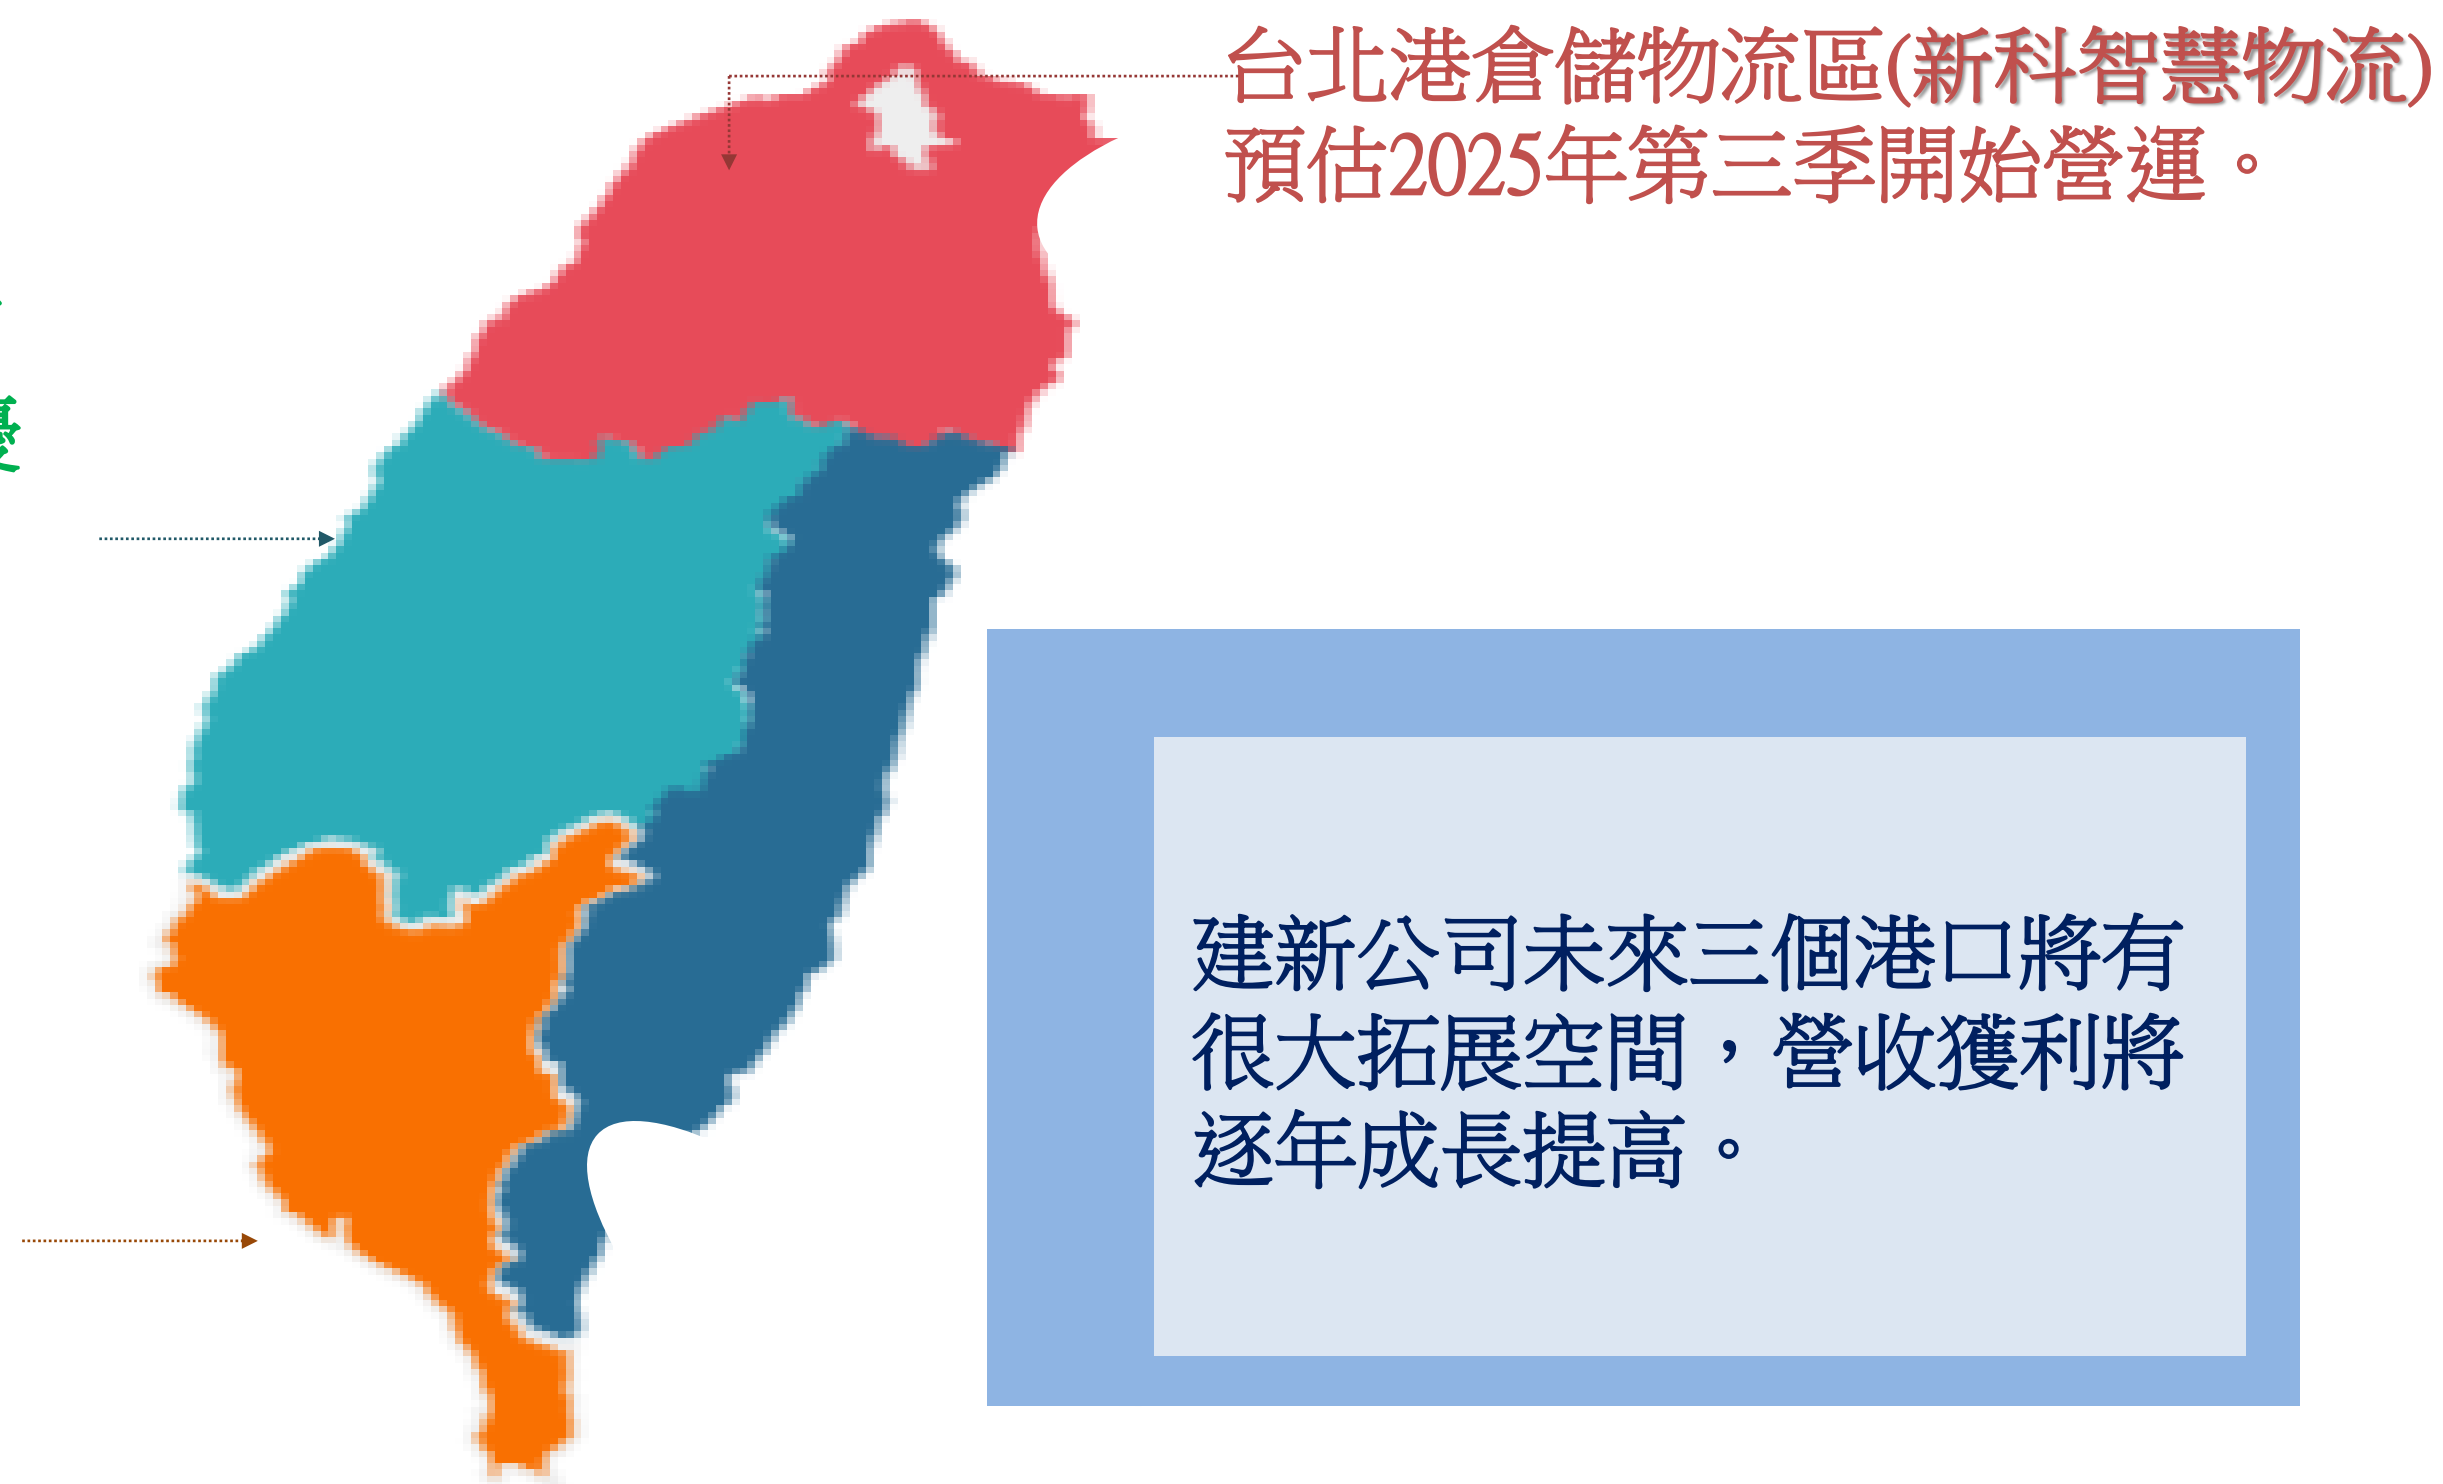 台北港倉儲物流區(新科智慧物流)
預估2025年第三季開始營運。
建新公司未來三個港口將有
很大拓展空間，營收獲利將
逐年成長提高。